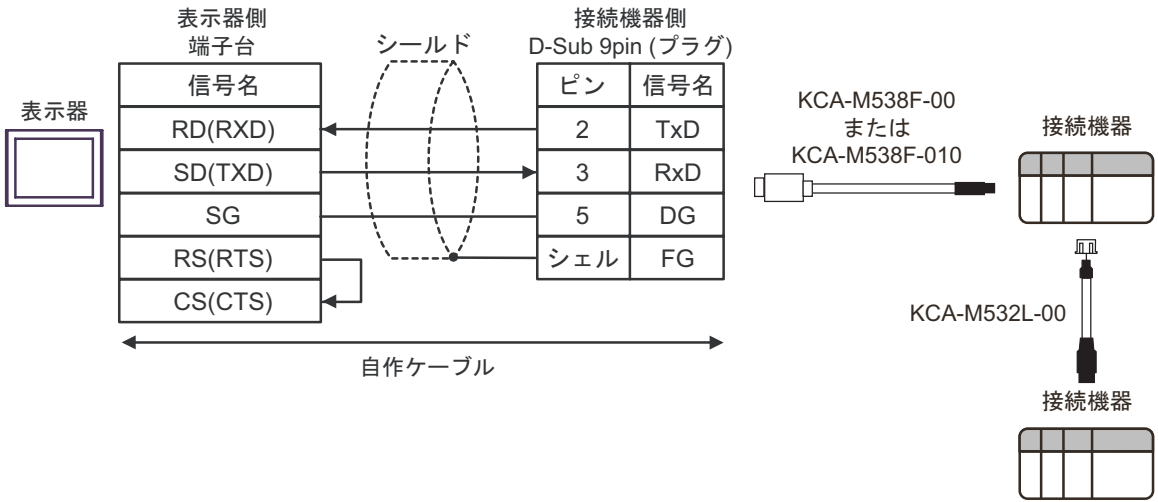 表示器側
端子台
シールド
接続機器側
D-Sub 9pin (プラグ)
表示器
信号名
ピン 信号名
RD(RXD) 2 TxD
SD(TXD) 3 RxD
SG 5 DG
RS(RTS) シェル FG
CS(CTS)
自作ケーブル
KCA-M538F-00
または
KCA-M538F-010
接続機器
KCA-M532L-00
接続機器